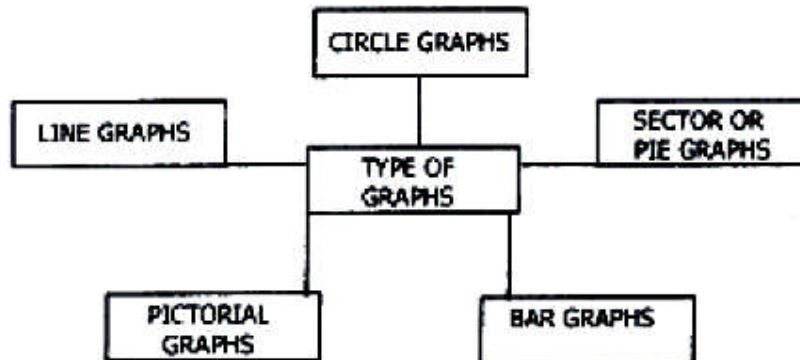 CIRCLE GRAPHS
LINE GRAPHS
SECTOR OR
PIE GRAPHS
TYPE OF
GRAPHS
PICTORIAL
GRAPHS
BAR GRAPHS